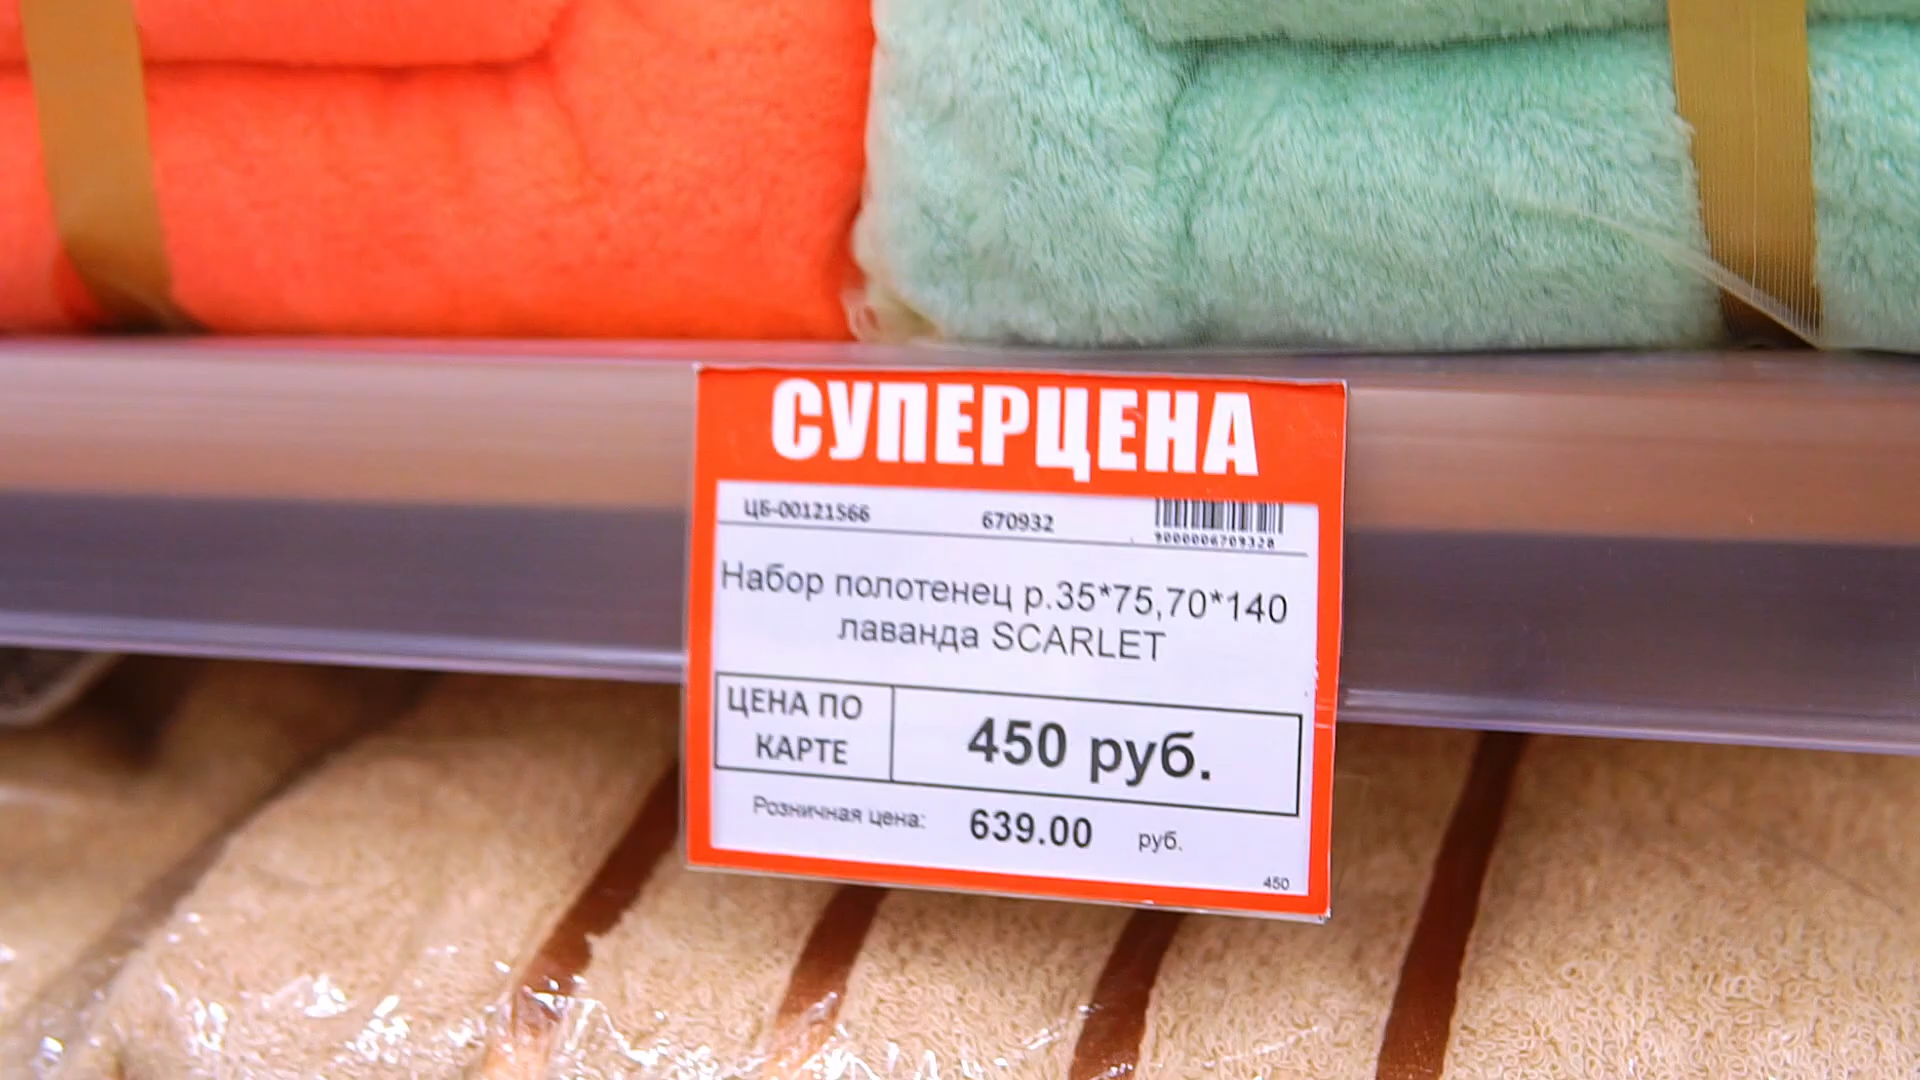 СУПЕРЦЕНА
ЦБ-00121566 670932
9000006709328
Набор полотенец р.35*75,70*140
лаванда SCARLET
ЦЕНА ПО
КАРТЕ
450 руб.
Розничная цена: 639.00 руб.
450